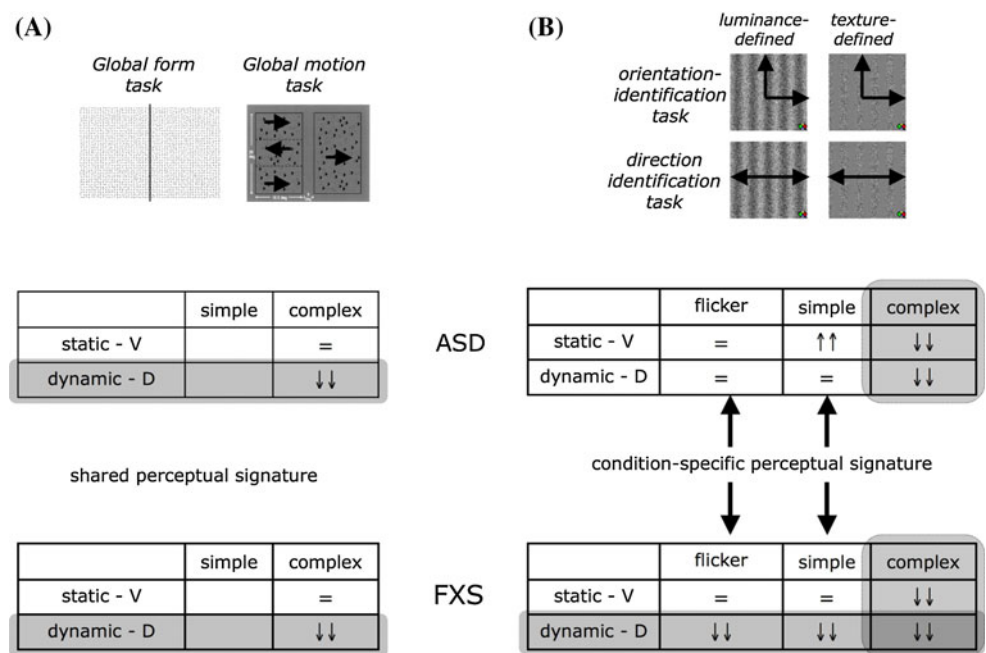 (A)
Global form
task
Global motion
task
(B)
luminance-
defined
texture-
defined
orientation-
identification
task
direction
identification
task
simple complex
static - V =
dynamic - D ↓↓
ASD
flicker simple complex
static - V = ↑↑ ↓↓
dynamic - D = = ↓↓
shared perceptual signature
condition-specific perceptual signature
simple complex
static - V =
dynamic - D ↓↓
FXS
flicker simple complex
static - V = = ↓↓
dynamic - D ↓↓ ↓↓ ↓↓